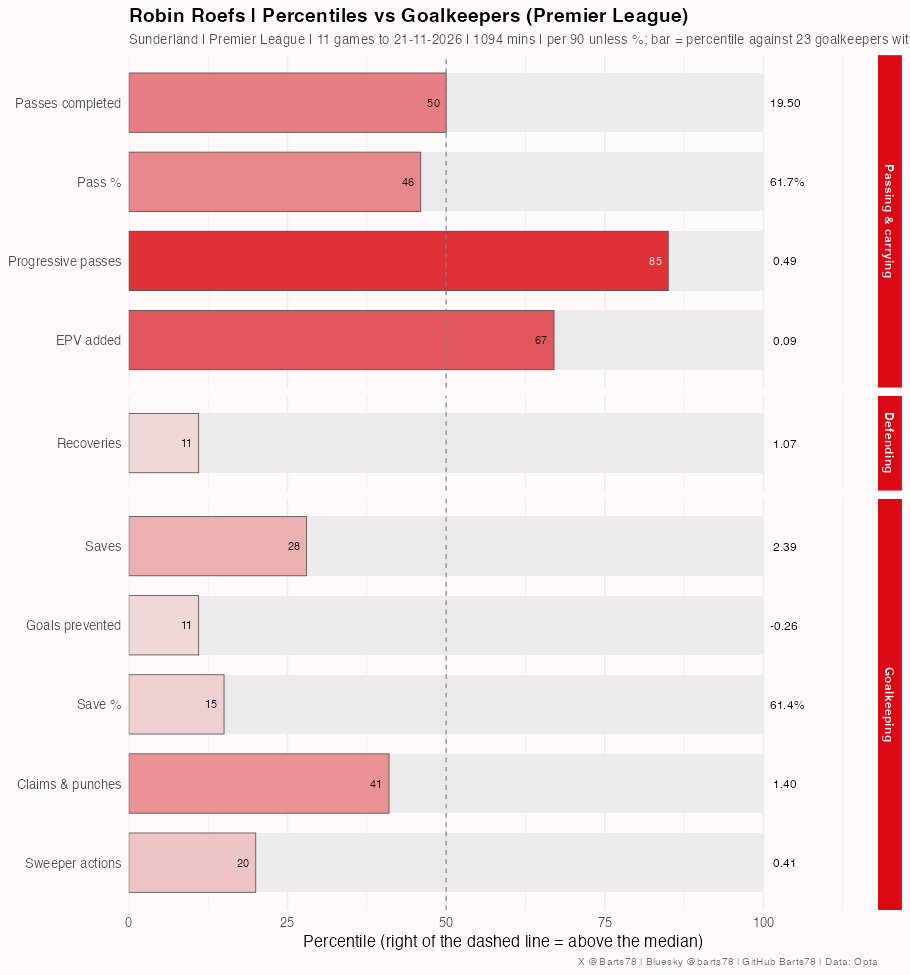 Robin Roefs | Percentiles vs Goalkeepers (Premier League)
Sunderland | Premier League | 11 games to 21-11-2026 | 1094 mins | per 90 unless %; bar = percentile against 23 goalkeepers wit
Passes completed 50 19.50
Pass % 46 61.7%
Progressive passes 85 0.49
EPV added 67 0.09
Passing & carrying
Recoveries 11 1.07
Defending
Saves 28 2.39
Goals prevented 11 -0.26
Save % 15 61.4%
Claims & punches 41 1.40
Sweeper actions 20 0.41
Goalkeeping
0 25 50 75 100
Percentile (right of the dashed line = above the median)
X @Barts78 | Bluesky @barts78 | GitHub Barts78 | Data: Opta